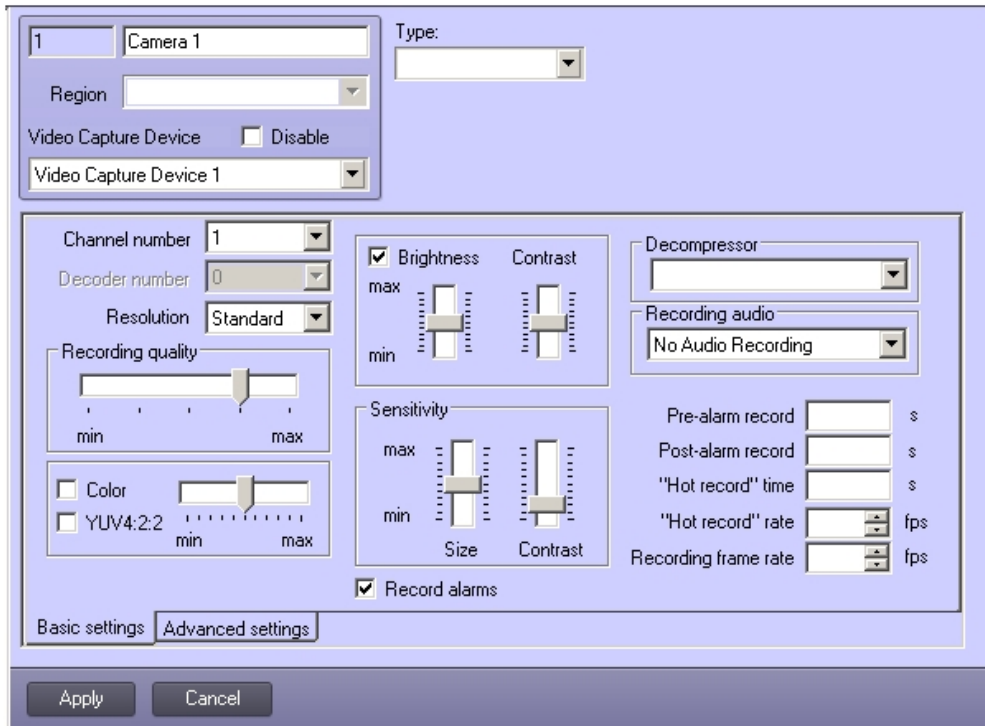 1 Camera 1
Type:
Region
Video Capture Device Disable
Video Capture Device 1
Channel number 1
Decoder number 0
Resolution Standard
Recording quality
min max
Color
YUV4:2:2
min max
Brightness Contrast
max
min
Sensitivity
max
min
Size Contrast
Record alarms
Decompressor
Recording audio
No Audio Recording
Pre-alarm record s
Post-alarm record s
"Hot record" time s
"Hot record" rate fps
Recording frame rate fps
Basic settings Advanced settings
Apply Cancel